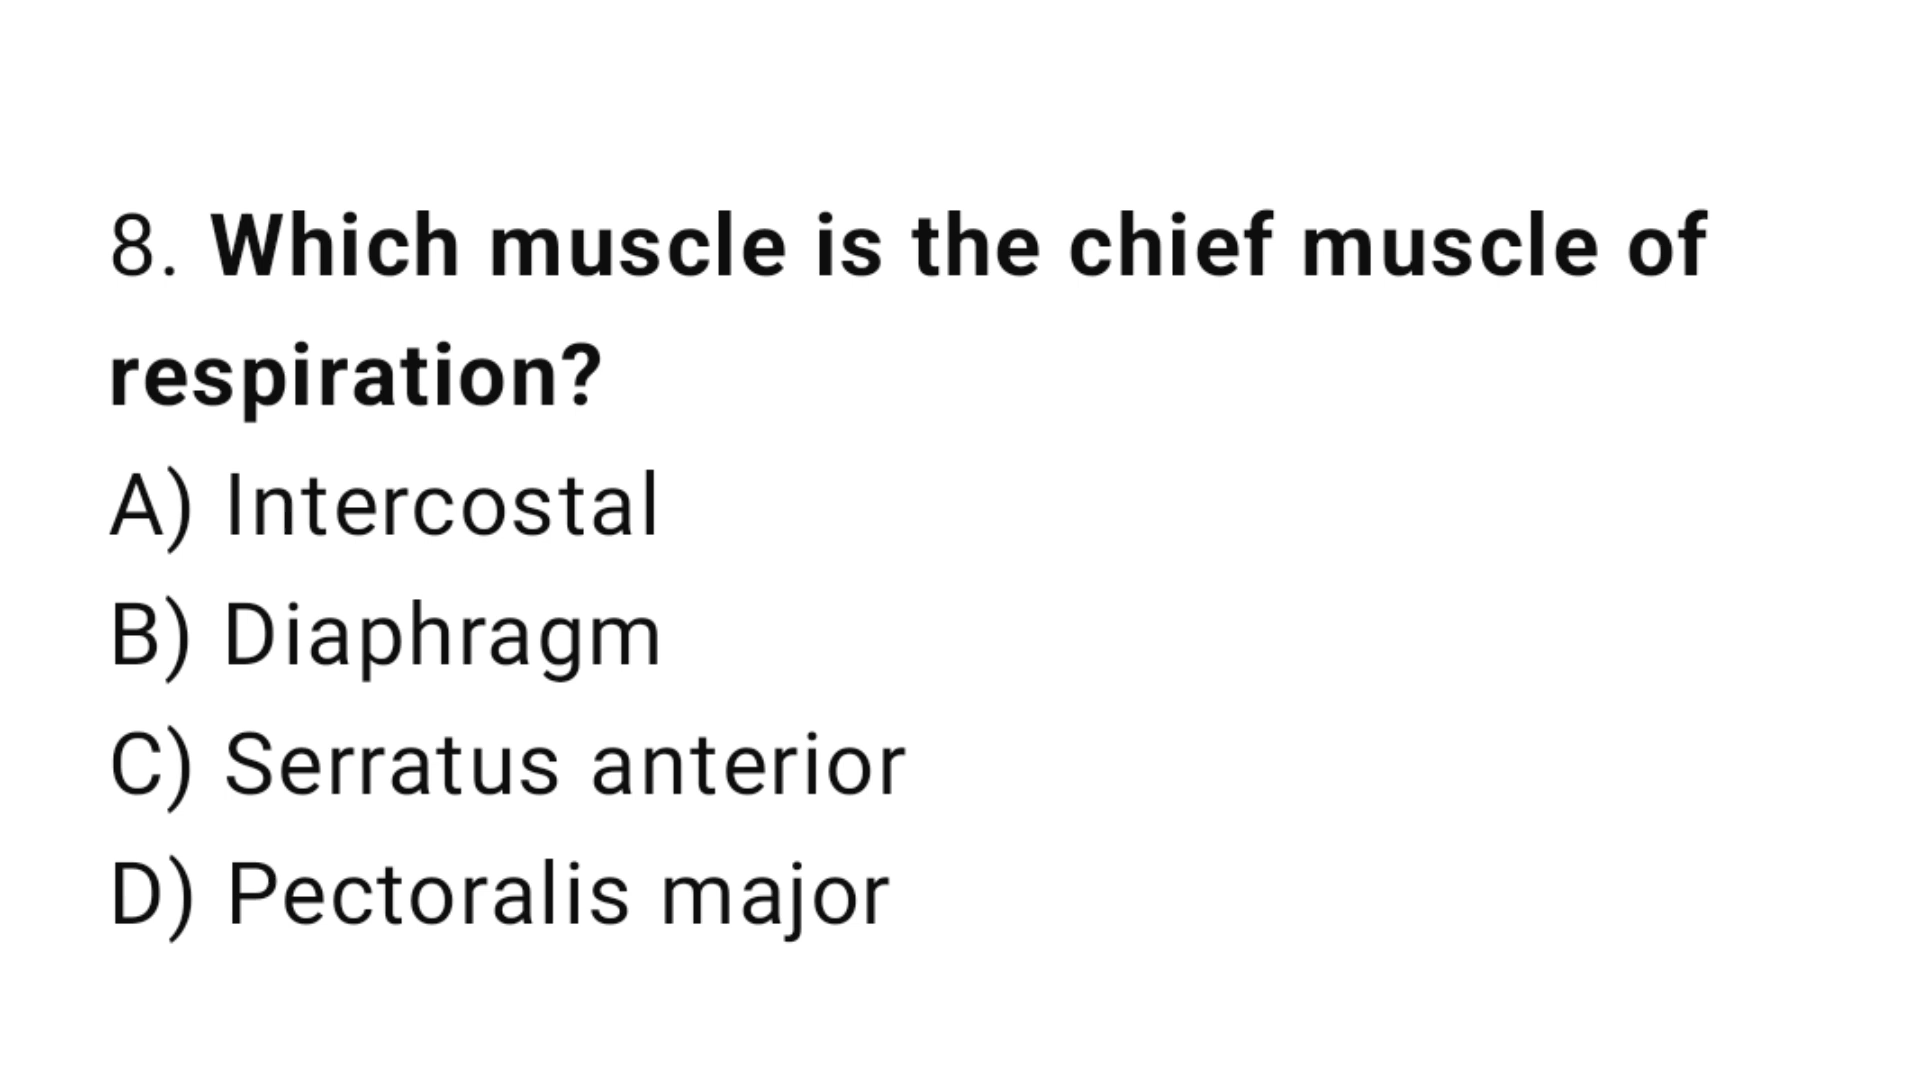 8. Which muscle is the chief muscle of
respiration?
A) Intercostal
B) Diaphragm
C) Serratus anterior
D) Pectoralis major